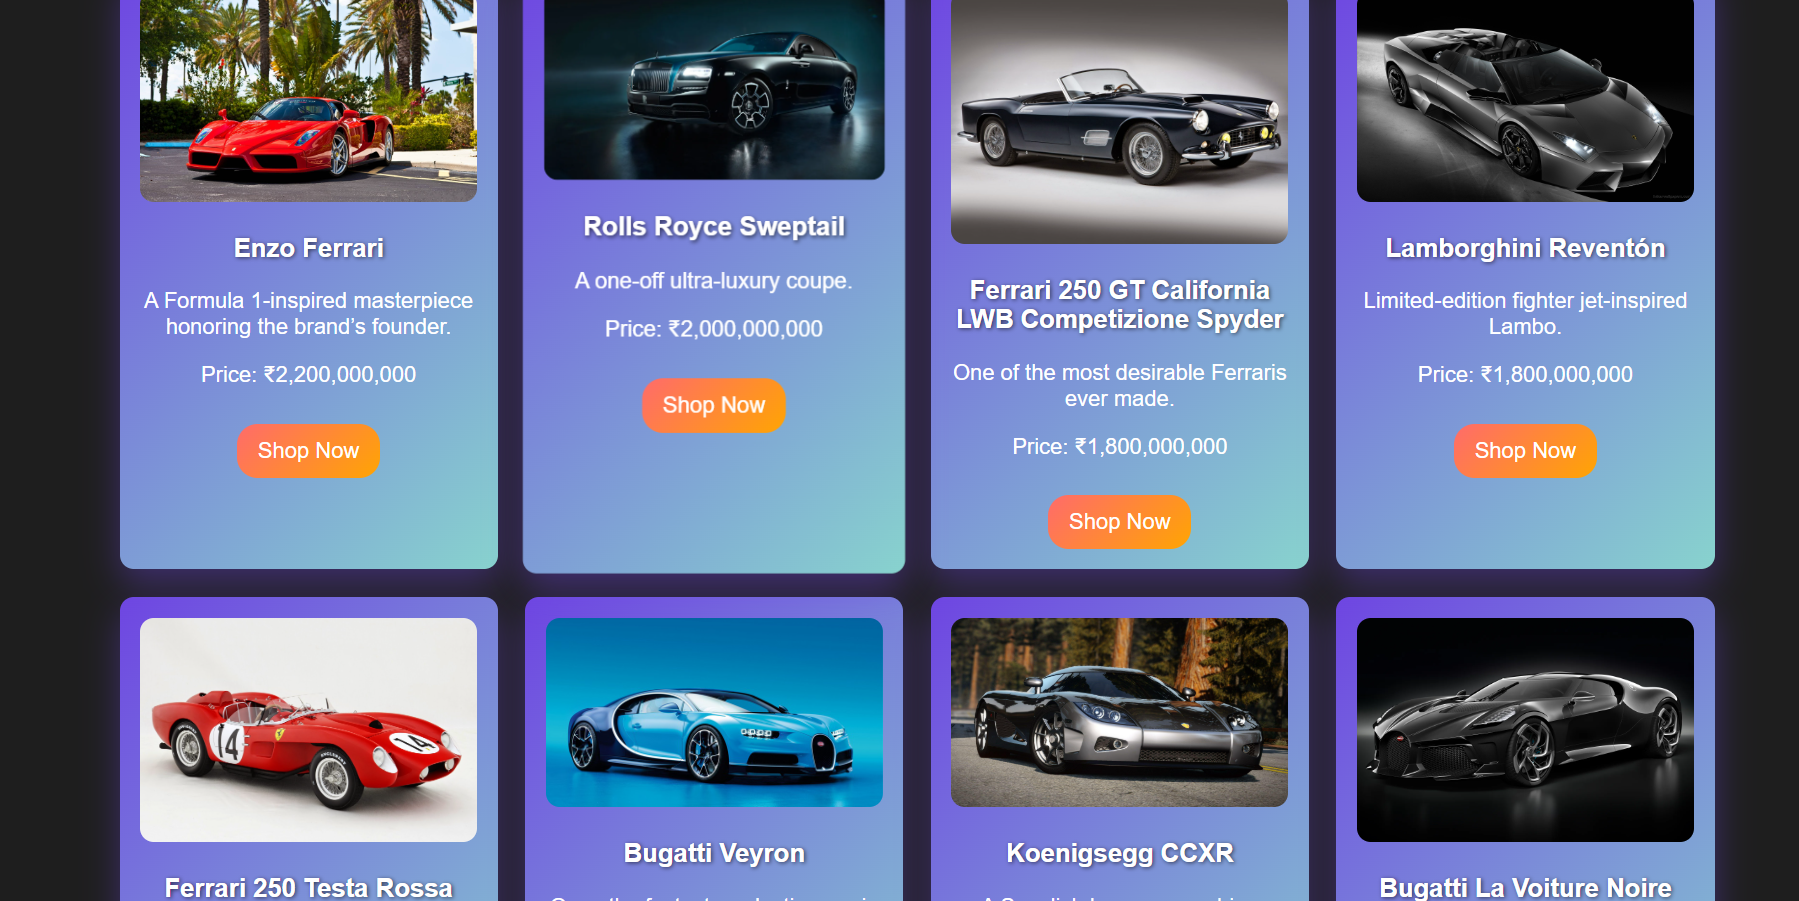 Enzo Ferrari
A Formula 1-inspired masterpiece
honoring the brand’s founder.
Price: ₹2,200,000,000
Shop Now
Rolls Royce Sweptail
A one-off ultra-luxury coupe.
Price: ₹2,000,000,000
Shop Now
Ferrari 250 GT California
LWB Competizione Spyder
One of the most desirable Ferraris
ever made.
Price: ₹1,800,000,000
Shop Now
Lamborghini Reventón
Limited-edition fighter jet-inspired
Lambo.
Price: ₹1,800,000,000
Shop Now
14
14
Ferrari 250 Testa Rossa
Bugatti Veyron
Koenigsegg CCXR
Bugatti La Voiture Noire